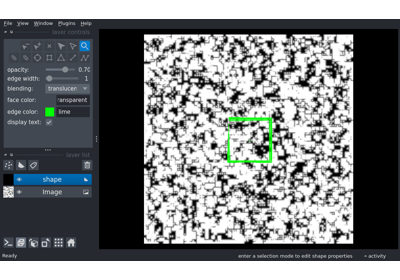 File View Window Plugins Help
layer controls
opacity: 0.70
edge width: 1
blending: translucen
face color: transparent
edge color: lime
display text:
layer list
shape
Image
Ready enter a selection mode to edit shape properties activity